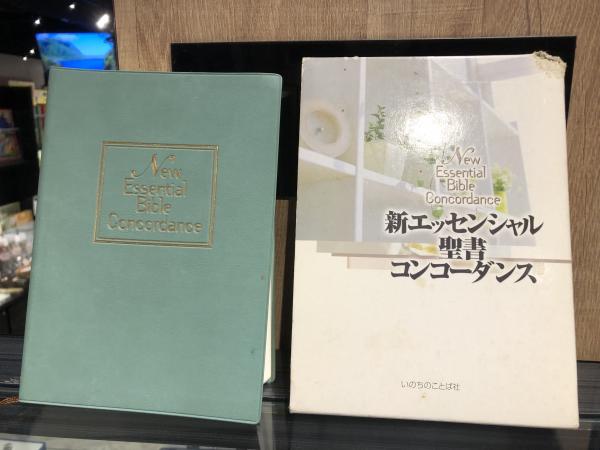 New
Essential
Bible
Concordance
New
Essential
Bible
Concordance
新エッセンシャル
聖書
コンコーダンス
いのちのことば社